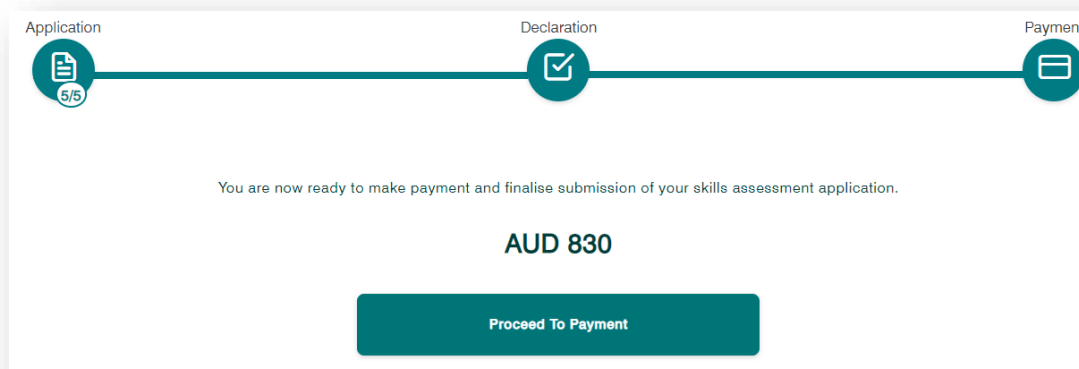 Application
Declaration
Paymen
5/5
You are now ready to make payment and finalise submission of your skills assessment application.
AUD 830
Proceed To Payment